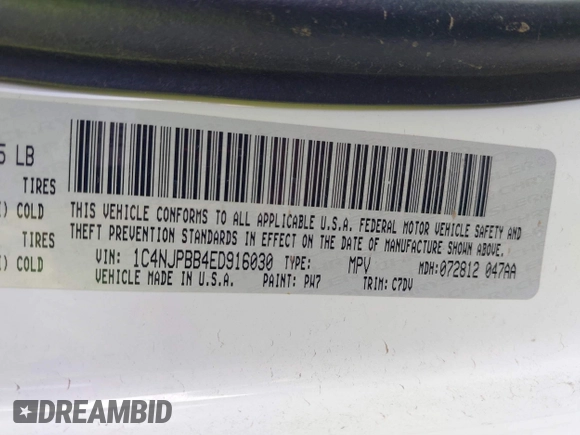 5 LB
TIRES
) COLD
TIRES
) COLD
THIS VEHICLE CONFORMS TO ALL APPLICABLE U.S.A. FEDERAL MOTOR VEHICLE SAFETY AND
THEFT PREVENTION STANDARDS IN EFFECT ON THE DATE OF MANUFACTURE SHOWN ABOVE.
VIN: 1C4NJPBB4ED916030 TYPE: MPV MDH:072812 047AA
VEHICLE MADE IN U.S.A. PAINT: PW7 TRIM: C7DV
DREAMBID